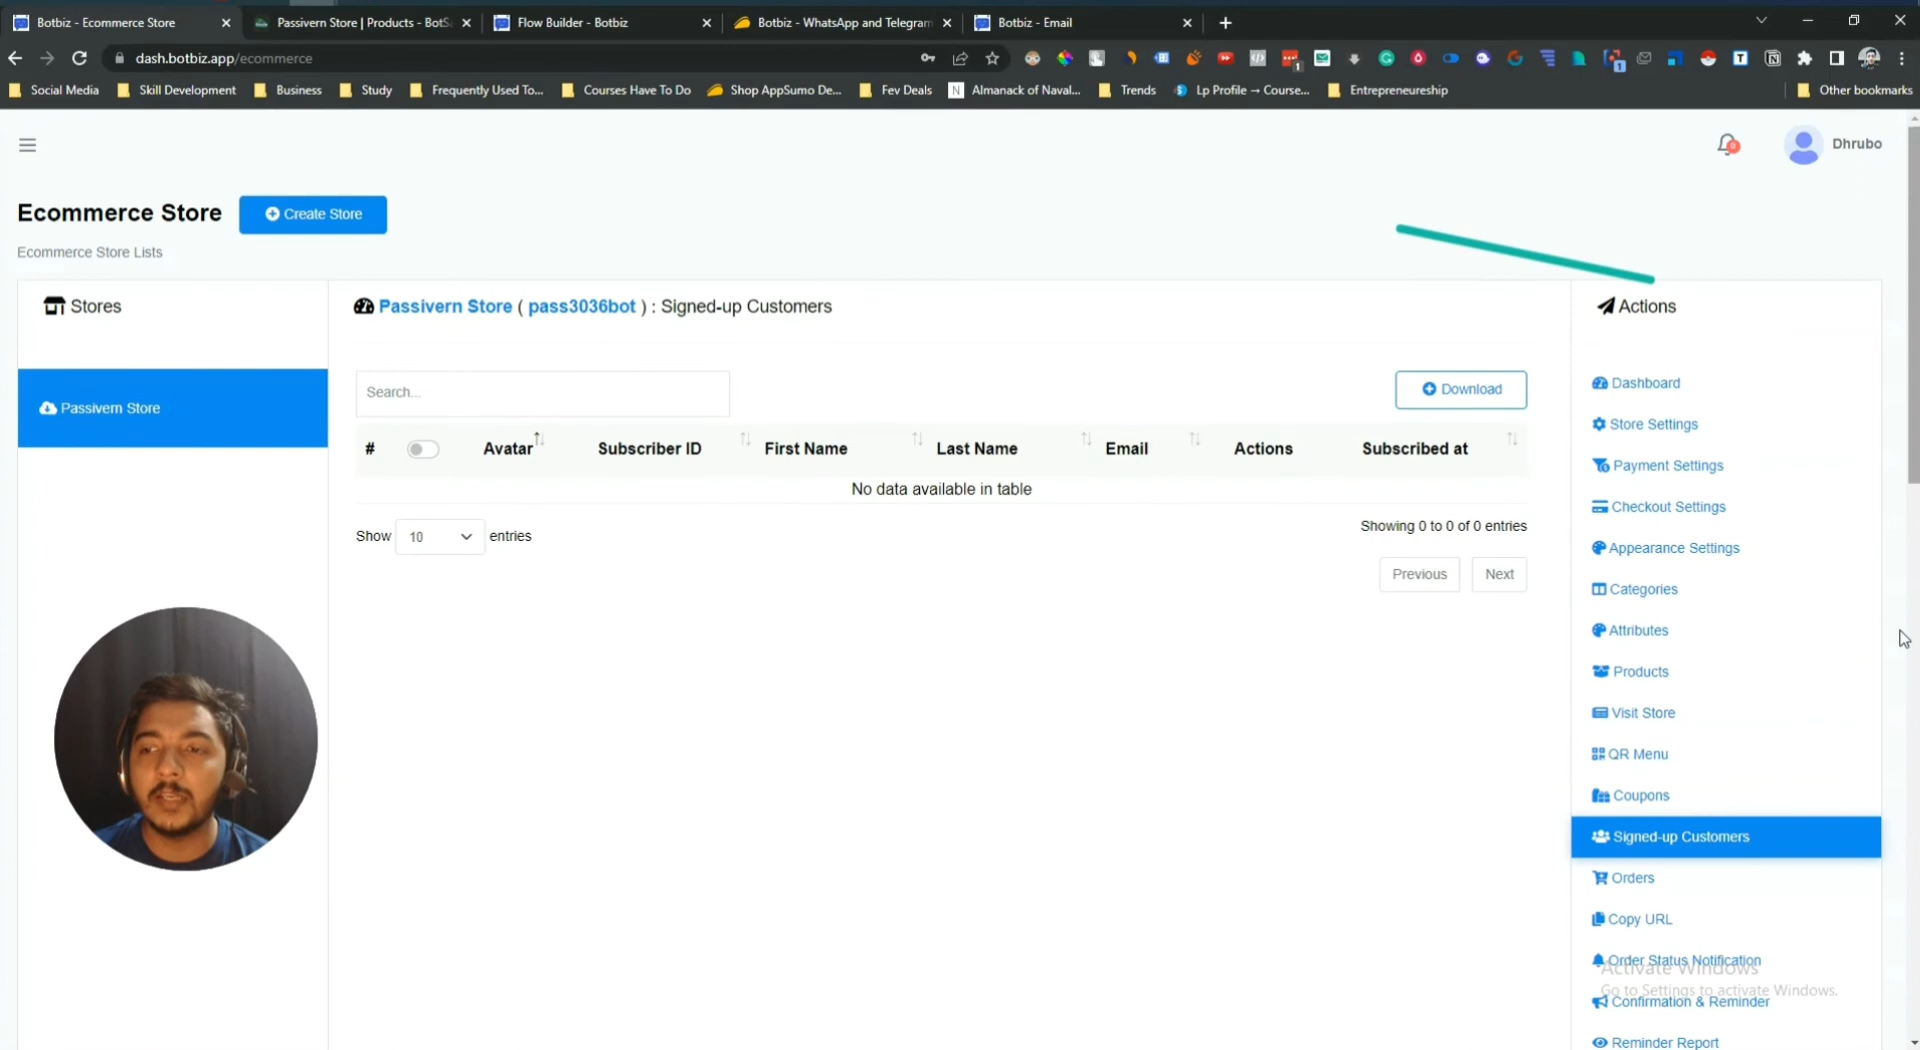 Botbiz - Ecommerce Store
Passivern Store | Products - BotS
Flow Builder - Botbiz
Botbiz - WhatsApp and Telegram
Botbiz - Email
dash.botbiz.app/ecommerce
Social Media
Skill Development
Business
Study
Frequently Used To...
Courses Have To Do
Shop AppSumo De...
Fev Deals
Almanack of Naval...
Trends
Lp Profile → Course...
Entrepreneureship
Other bookmarks
Dhrubo
Ecommerce Store
Create Store
Ecommerce Store Lists
Stores
Passivern Store
Passivern Store ( pass3036bot ) : Signed-up Customers
Search...
Download
# Avatar Subscriber ID First Name Last Name Email Actions Subscribed at
No data available in table
Show 10 entries
Showing 0 to 0 of 0 entries
Previous Next
Actions
Dashboard
Store Settings
Payment Settings
Checkout Settings
Appearance Settings
Categories
Attributes
Products
Visit Store
QR Menu
Coupons
Signed-up Customers
Orders
Copy URL
Order Status Notification
Activate Windows
Go to Settings to activate Windows.
Confirmation & Reminder
Reminder Report